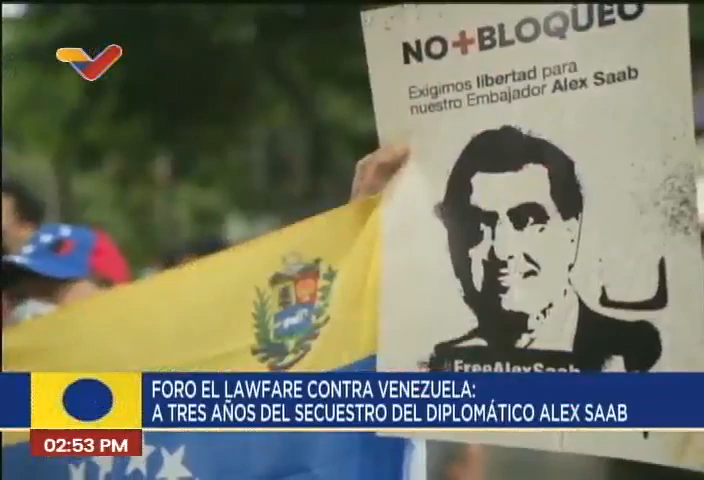 NO+BLOQUEO
Exigimos libertad para
nuestro Embajador Alex Saab
#FreeAlexSaab
FORO EL LAWFARE CONTRA VENEZUELA:
A TRES AÑOS DEL SECUESTRO DEL DIPLOMÁTICO ALEX SAAB
02:53 PM